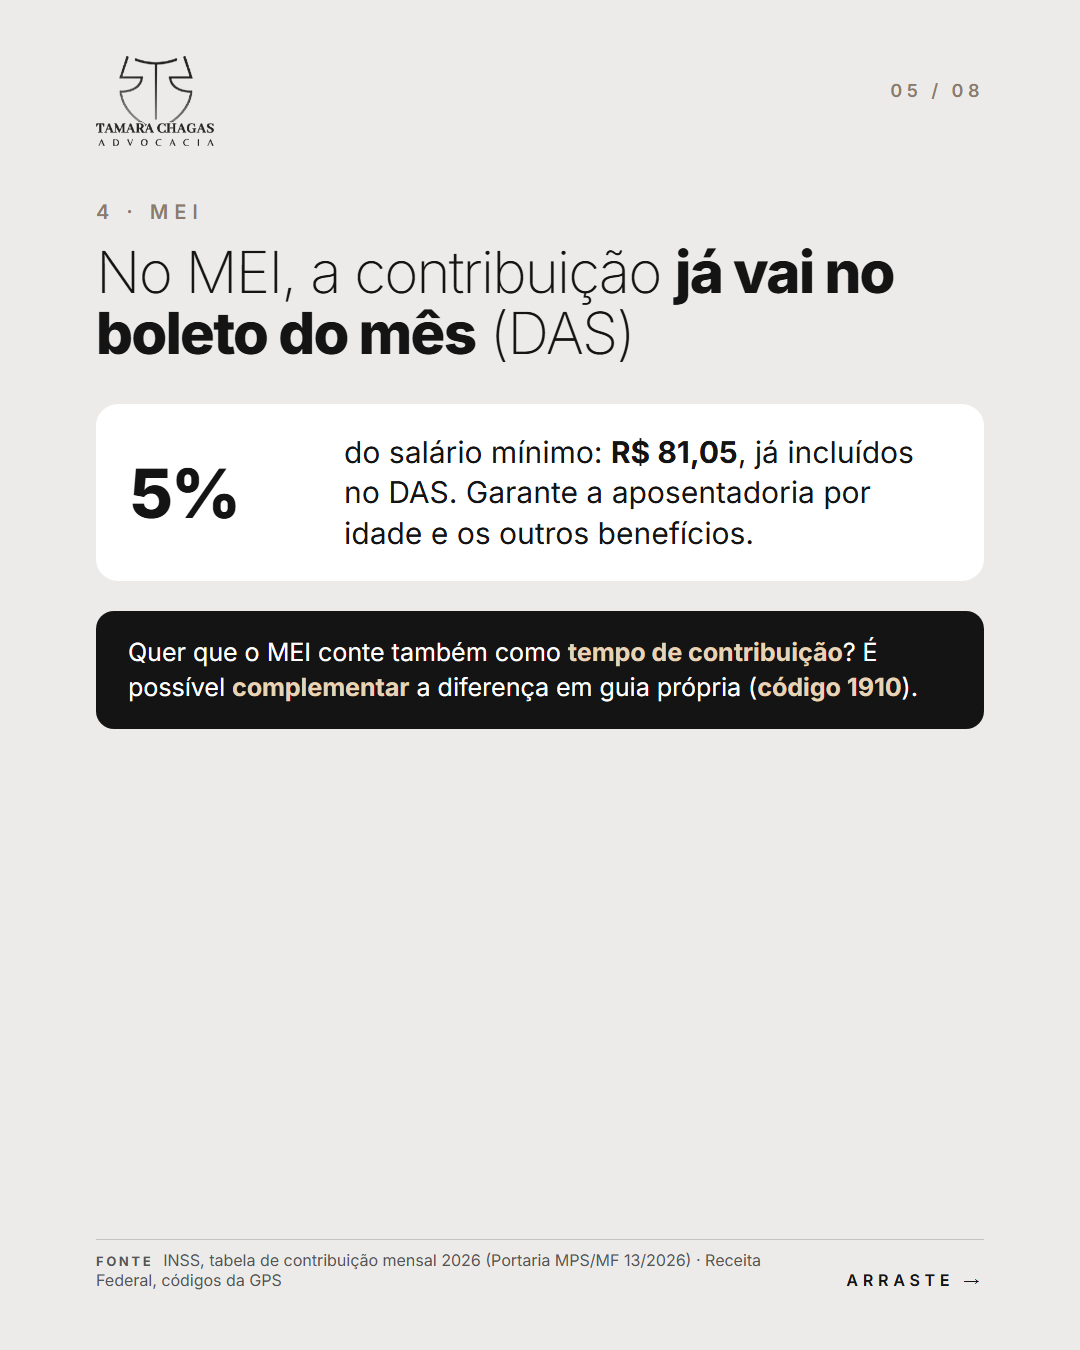 TAMARA CHAGAS
ADVOCACIA
05 / 08
4 · MEI
No MEI, a contribuição já vai no
boleto do mês (DAS)
5%
do salário mínimo: R$ 81,05, já incluídos
no DAS. Garante a aposentadoria por
idade e os outros benefícios.
Quer que o MEI conte também como tempo de contribuição? É
possível complementar a diferença em guia própria (código 1910).
FONTE INSS, tabela de contribuição mensal 2026 (Portaria MPS/MF 13/2026) · Receita
Federal, códigos da GPS
ARRASTE →